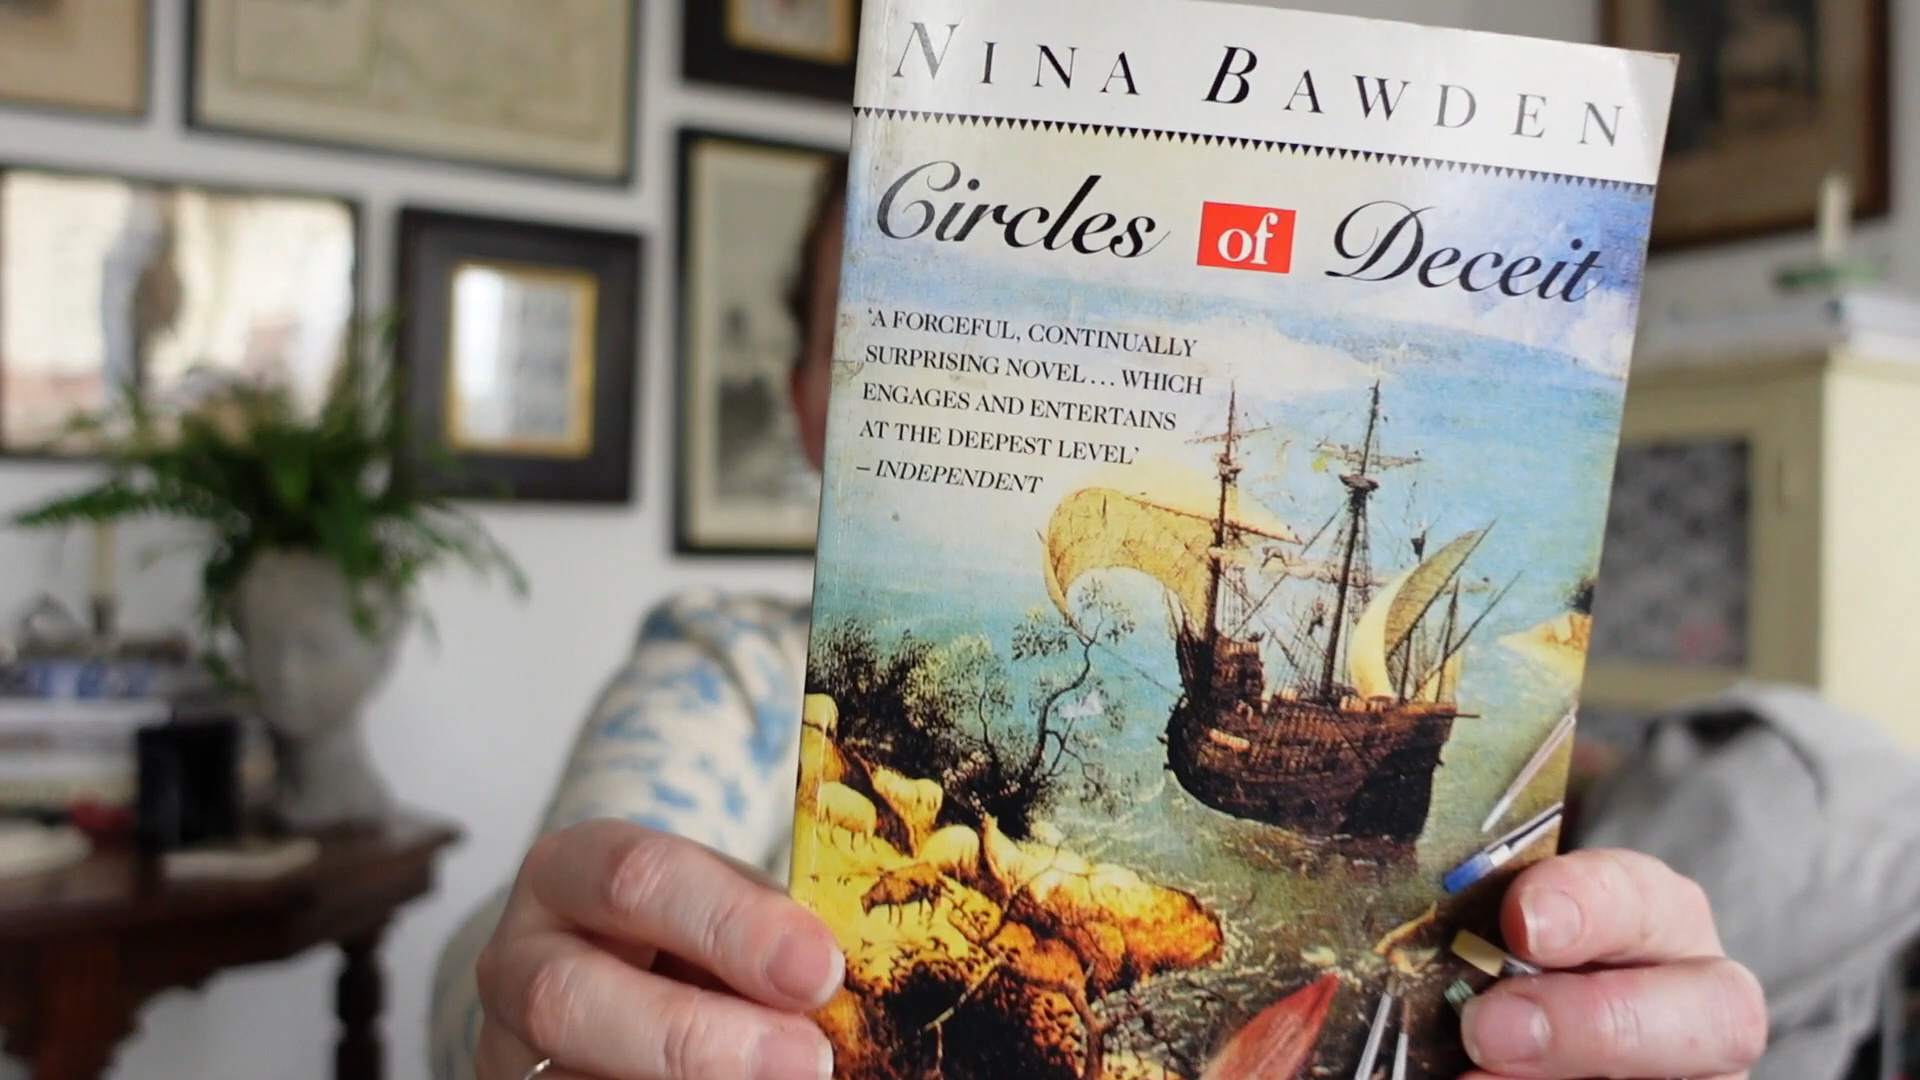 NINA BAWDEN
Circles of Deceit
‘A FORCEFUL, CONTINUALLY
SURPRISING NOVEL... WHICH
ENGAGES AND ENTERTAINS
AT THE DEEPEST LEVEL’
– INDEPENDENT